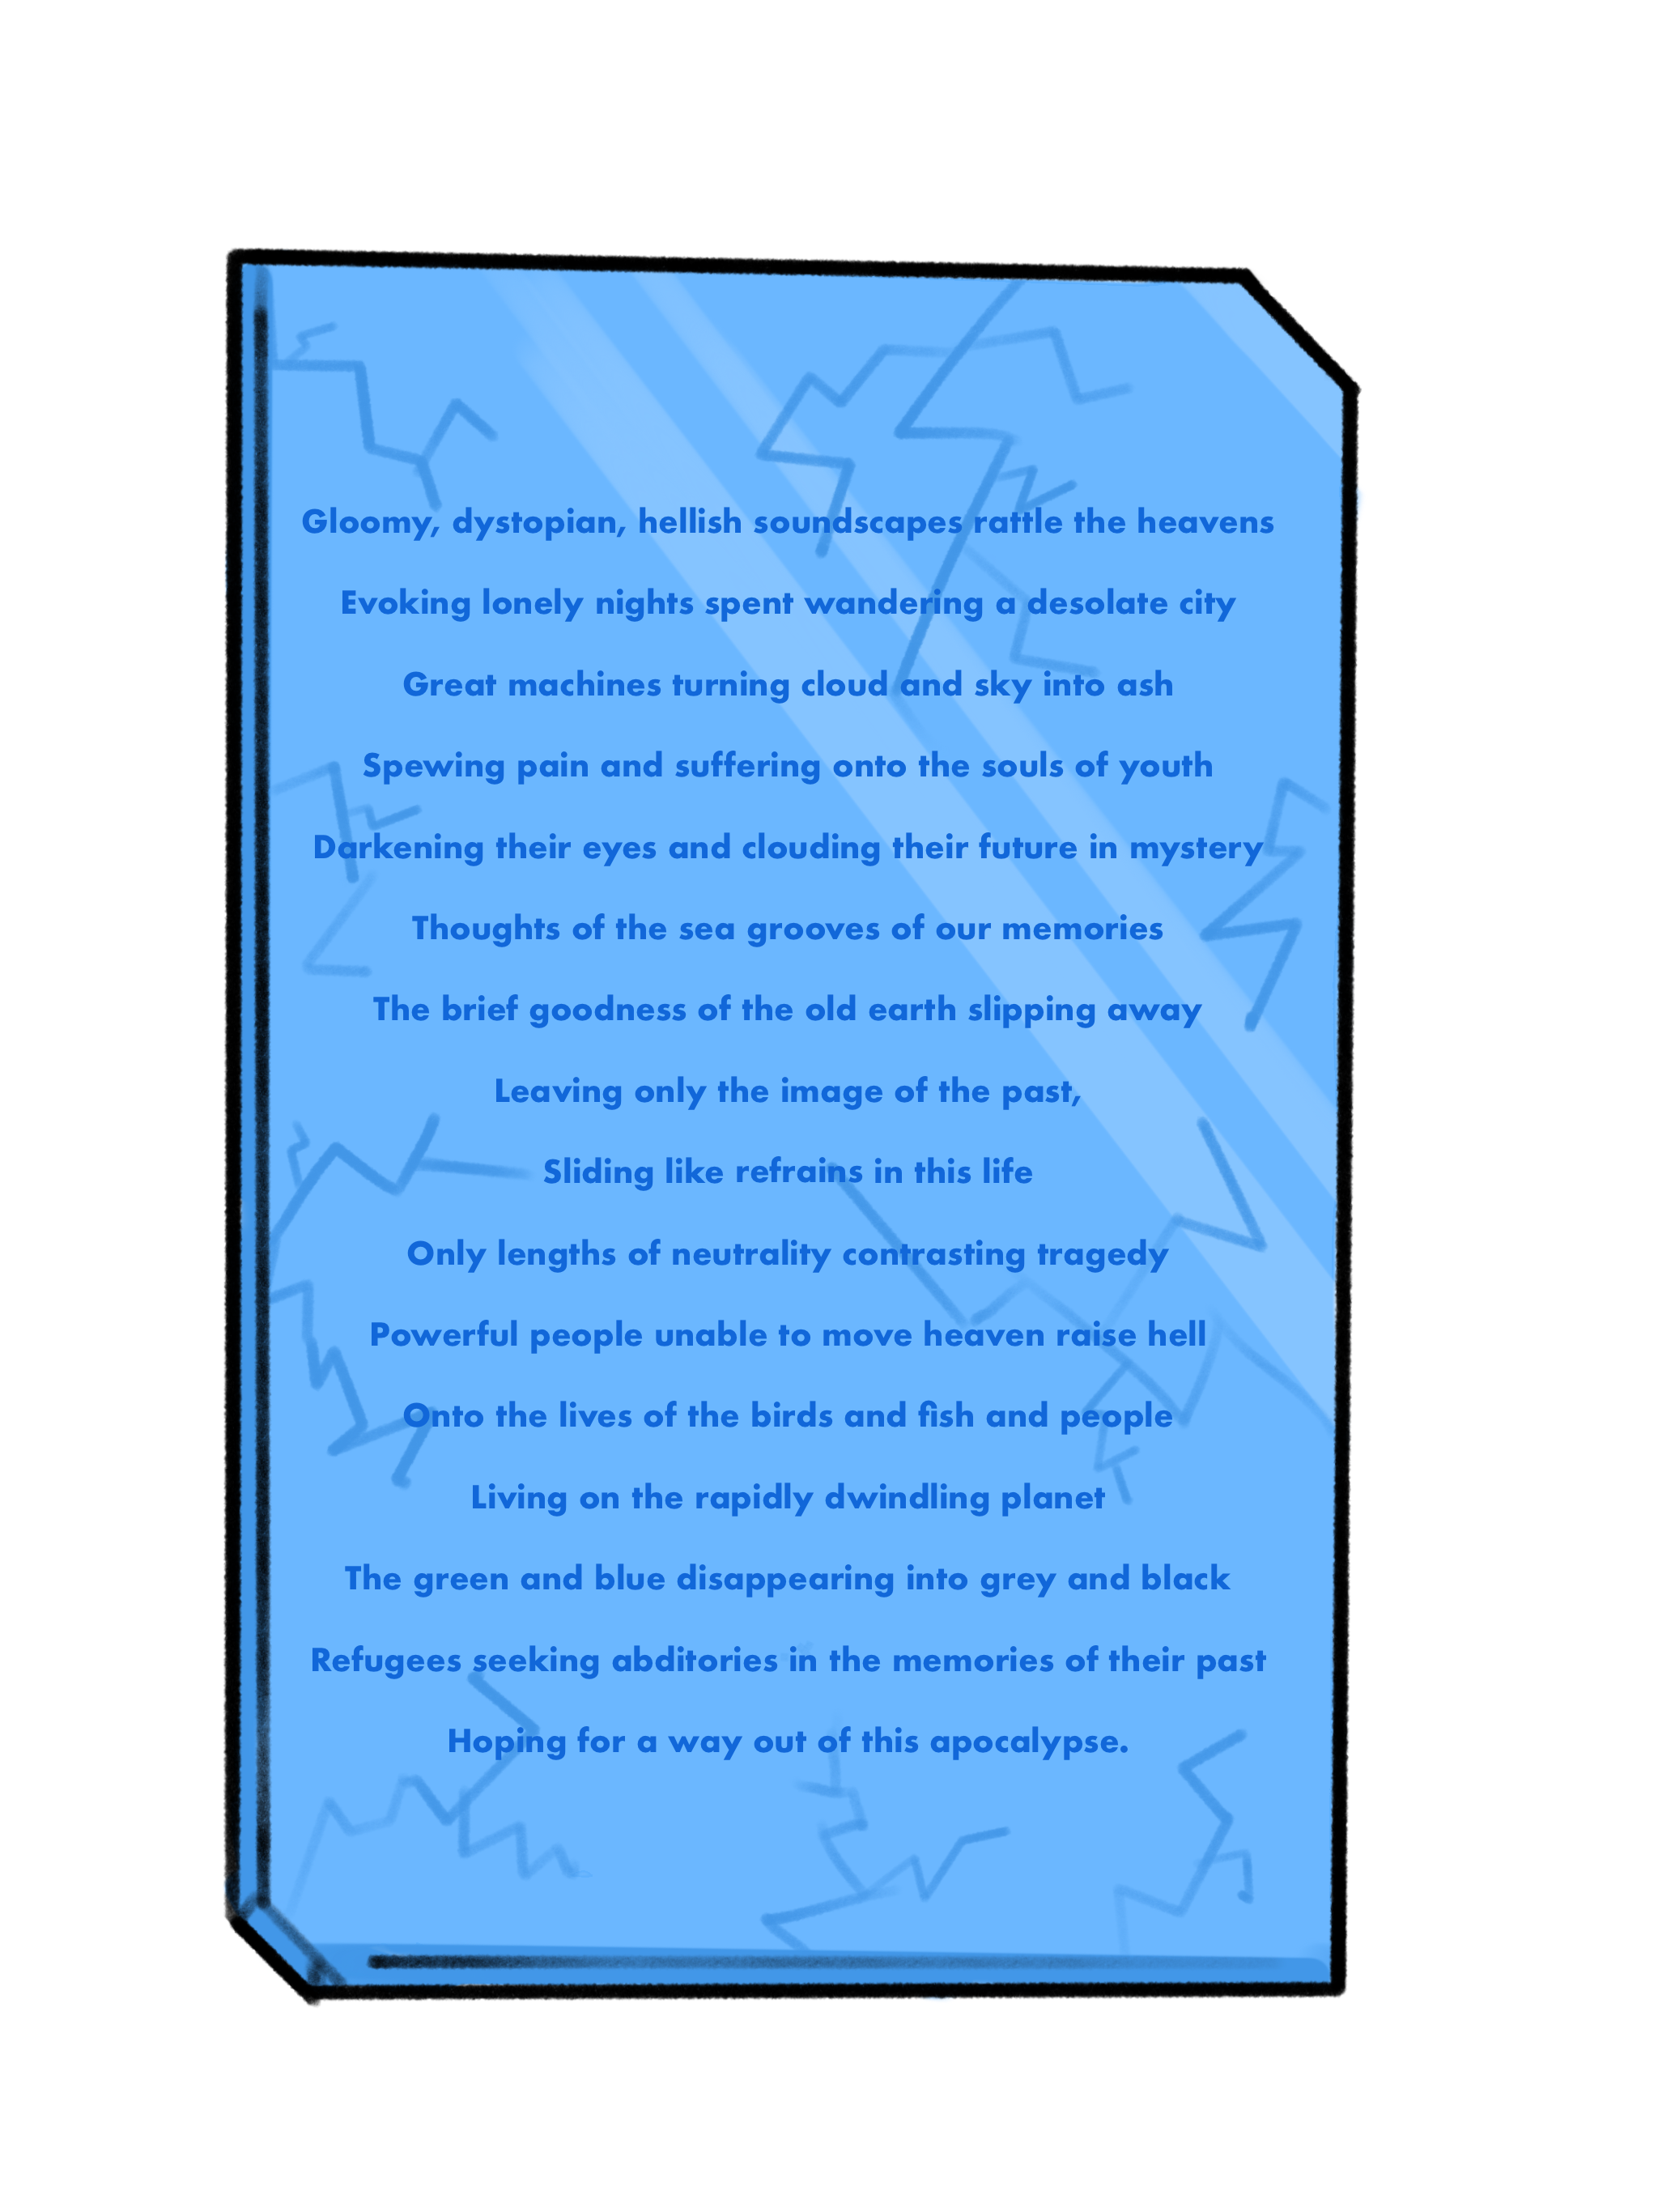 Gloomy, dystopian, hellish soundscapes rattle the heavens
Evoking lonely nights spent wandering a desolate city
Great machines turning cloud and sky into ash
Spewing pain and suffering onto the souls of youth
Darkening their eyes and clouding their future in mystery
Thoughts of the sea grooves of our memories
The brief goodness of the old earth slipping away
Leaving only the image of the past,
Sliding like refrains in this life
Only lengths of neutrality contrasting tragedy
Powerful people unable to move heaven raise hell
Onto the lives of the birds and fish and people
Living on the rapidly dwindling planet
The green and blue disappearing into grey and black
Refugees seeking abditories in the memories of their past
Hoping for a way out of this apocalypse.